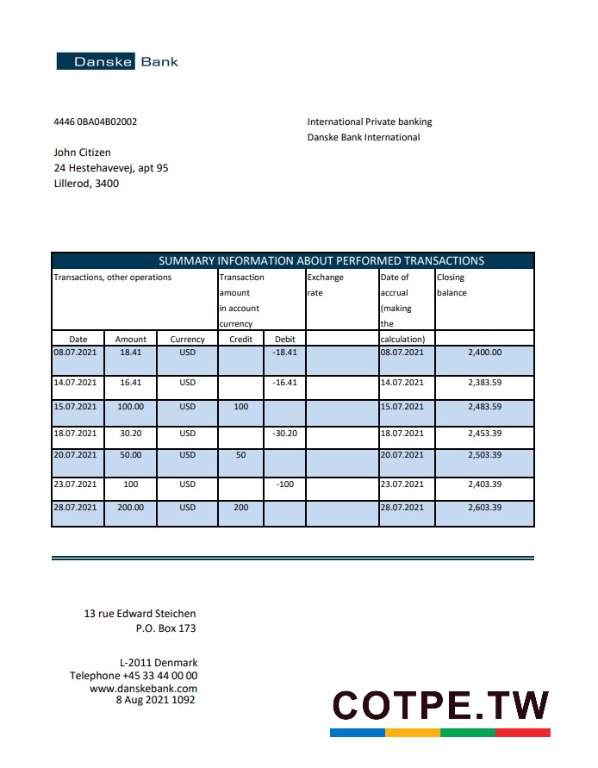 Danske Bank
4446 0BA04B02002
International Private banking
Danske Bank International
John Citizen
24 Hestehavevej, apt 95
Lillerod, 3400
SUMMARY INFORMATION ABOUT PERFORMED TRANSACTIONS
Transactions, other operations
Transaction
amount
in account
currency
Exchange
rate
Date of
accrual
(making
the
calculation)
Closing
balance
Date Amount Currency Credit Debit
08.07.2021 18.41 USD -18.41 08.07.2021 2,400.00
14.07.2021 16.41 USD -16.41 14.07.2021 2,383.59
15.07.2021 100.00 USD 100 15.07.2021 2,483.59
18.07.2021 30.20 USD -30.20 18.07.2021 2,453.39
20.07.2021 50.00 USD 50 20.07.2021 2,503.39
23.07.2021 100 USD -100 23.07.2021 2,403.39
28.07.2021 200.00 USD 200 28.07.2021 2,603.39
13 rue Edward Steichen
P.O. Box 173
L-2011 Denmark
Telephone +45 33 44 00 00
www.danskebank.com
8 Aug 2021 1092
COTPE.TW